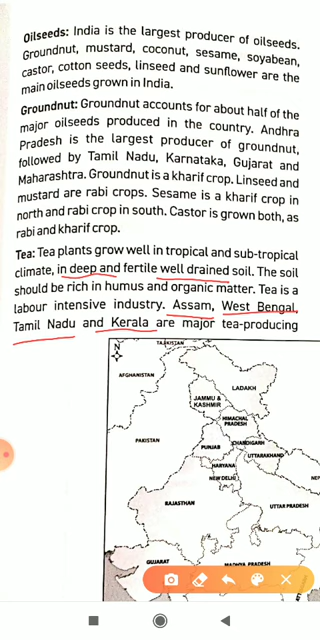 Oilseeds: India is the largest producer of oilseeds.
Groundnut, mustard, coconut, sesame, soyabean,
castor, cotton seeds, linseed and sunflower are the
main oilseeds grown in India.
Groundnut: Groundnut accounts for about half of the
major oilseeds produced in the country. Andhra
Pradesh is the largest producer of groundnut,
followed by Tamil Nadu, Karnataka, Gujarat and
Maharashtra. Groundnut is a kharif crop. Linseed and
mustard are rabi crops. Sesame is a kharif crop in
north and rabi crop in south. Castor is grown both, as
rabi and kharif crop.
Tea: Tea plants grow well in tropical and sub-tropical
climate, in deep and fertile well drained soil. The soil
should be rich in humus and organic matter. Tea is a
labour intensive industry. Assam, West Bengal,
Tamil Nadu and Kerala are major tea-producing
N
TAJIKISTAN
AFGHANISTAN
LADAKH
JAMMU &
KASHMIR
HIMACHAL
PRADESH
PAKISTAN
PUNJAB
CHANDIGARH
UTTARAKHAND
HARYANA
NEW DELHI
NEP
RAJASTHAN
UTTAR PRADESH
GUJARAT
MADHYA PRADESH